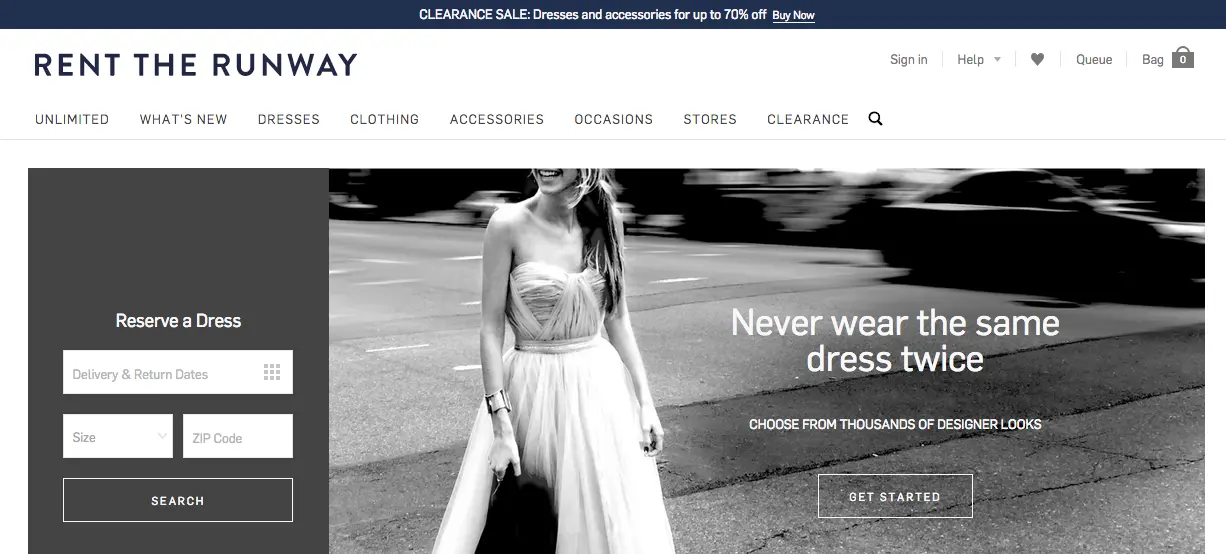 CLEARANCE SALE: Dresses and accessories for up to 70% off Buy Now
RENT THE RUNWAY
Sign in Help Queue Bag 0
UNLIMITED WHAT'S NEW DRESSES CLOTHING ACCESSORIES OCCASIONS STORES CLEARANCE
Reserve a Dress
Delivery & Return Dates
Size ZIP Code
SEARCH
Never wear the same
dress twice
CHOOSE FROM THOUSANDS OF DESIGNER LOOKS
GET STARTED